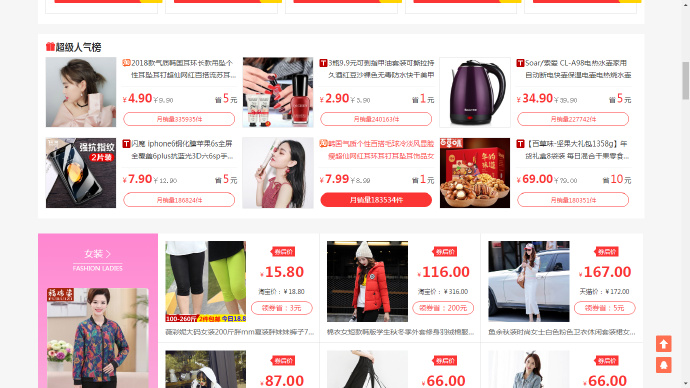 超级人气榜
淘 2018款气质韩国耳环长款吊坠个
性耳坠耳钉超仙网红百搭流苏耳...
¥4.90 ¥9.90 省5元
月销量335935件
T 3瓶9.9元可剥指甲油套装可撕拉持
久酒红豆沙裸色无毒防水快干美甲
¥2.90 ¥3.90 省1元
月销量240163件
T Soar/索爱 CL-A98电热水壶家用
自动断电快壶保温电壶电热烧水壶
¥34.90 ¥39.90 省5元
月销量227742件
强抗指纹
2片装
T 闪魔 iphone6钢化膜苹果6s全屏
全覆盖6plus抗蓝光3D六6sp手...
¥7.90 ¥12.90 省5元
月销量186824件
淘 韩国气质个性百搭毛球冷淡风显脸
瘦超仙网红耳环耳钉耳坠耳饰品女
¥7.99 ¥8.99 省1元
月销量183534件
T 【百草味-坚果大礼包1358g】年
货礼盒8袋装 每日混合干果零食...
¥69.00 ¥79.00 省10元
月销量180351件
女装 >
FASHION LADIES
100-260斤 2件包邮 今日18.8
券后价
¥15.80
淘宝价: ¥18.80
领券省: 3元
薇彩妮大码女装200斤胖mm夏装胖妹妹裤子7...
券后价
¥116.00
淘宝价: ¥316.00
领券省: 200元
棉衣女短款韩版学生秋冬季外套修身羽绒棉服...
券后价
¥167.00
天猫价: ¥172.00
领券省: 5元
鱼余秋装时尚女士白色粉色卫衣休闲套装裙女...
券后价
¥87.00
券后价
¥66.00
券后价
¥66.00